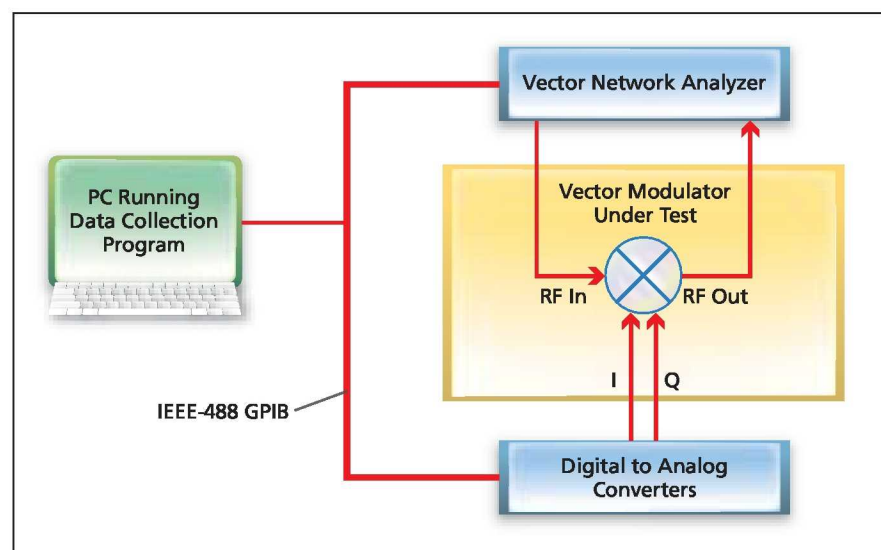 Vector Network Analyzer
PC Running
Data Collection
Program
Vector Modulator
Under Test
RF In
RF Out
I
Q
IEEE-488 GPIB
Digital to Analog
Converters